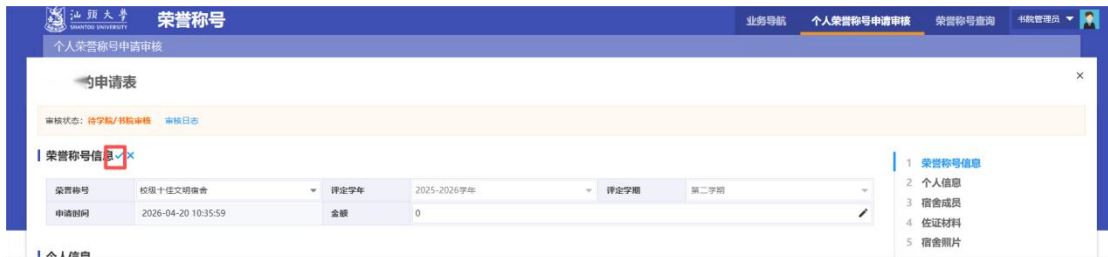 汕頭大學 荣誉称号 业务导航 个人荣誉称号申请审核 荣誉称号查询 书院管理员
SHANTOU UNIVERSITY
个人荣誉称号申请审核
的申请表 ×
审核状态：待学院/书院审核 审核日志
荣誉称号信息
荣誉称号 校级十佳文明宿舍 评定学年 2025-2026学年 评定学期 第二学期
申请时间 2026-04-20 10:35:59 金额 0
个人信息
1 荣誉称号信息
2 个人信息
3 宿舍成员
4 佐证材料
5 宿舍照片